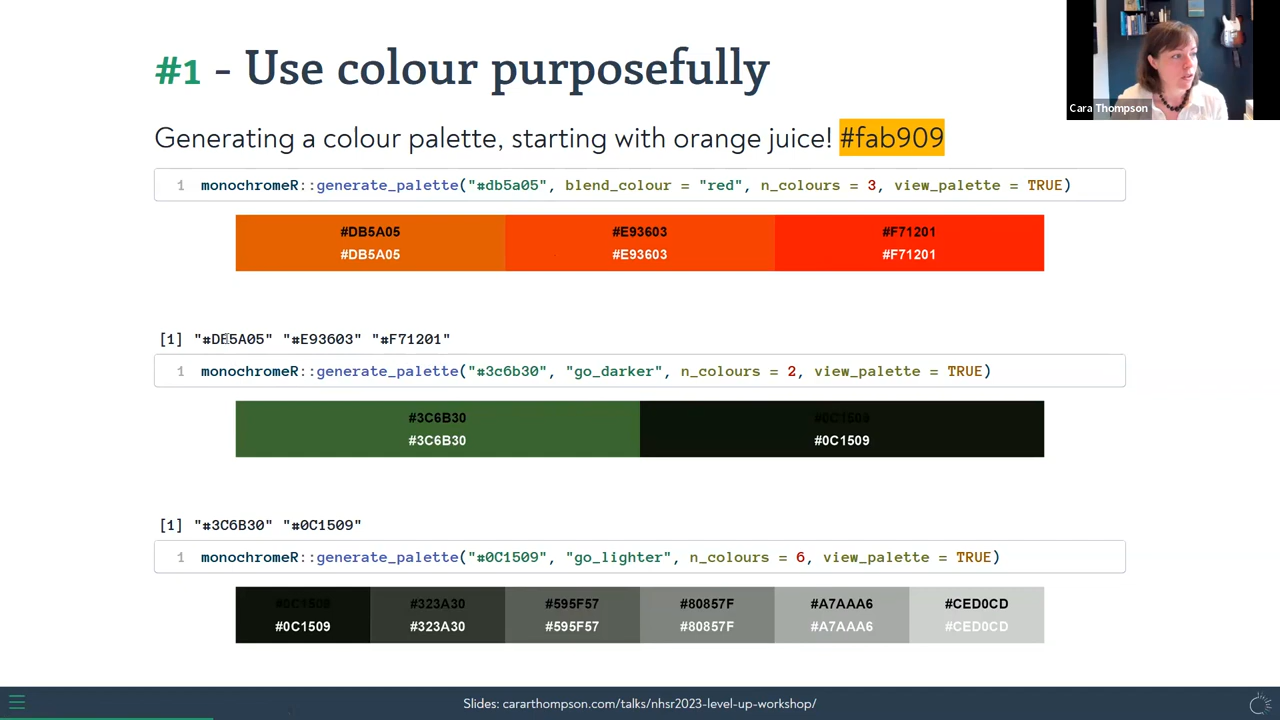 #1 - Use colour purposefully
Cara Thompson
Generating a colour palette, starting with orange juice! #fab909
1 monochromeR::generate_palette("#db5a05", blend_colour = "red", n_colours = 3, view_palette = TRUE)
#DB5A05 #E93603 #F71201
#DB5A05 #E93603 #F71201
[1] "#DB5A05" "#E93603" "#F71201"
1 monochromeR::generate_palette("#3c6b30", "go_darker", n_colours = 2, view_palette = TRUE)
#3C6B30 #0C1509
#3C6B30 #0C1509
[1] "#3C6B30" "#0C1509"
1 monochromeR::generate_palette("#0C1509", "go_lighter", n_colours = 6, view_palette = TRUE)
#0C1509 #323A30 #595F57 #80857F #A7AAA6 #CED0CD
#0C1509 #323A30 #595F57 #80857F #A7AAA6 #CED0CD
Slides: cararthompson.com/talks/nhsr2023-level-up-workshop/